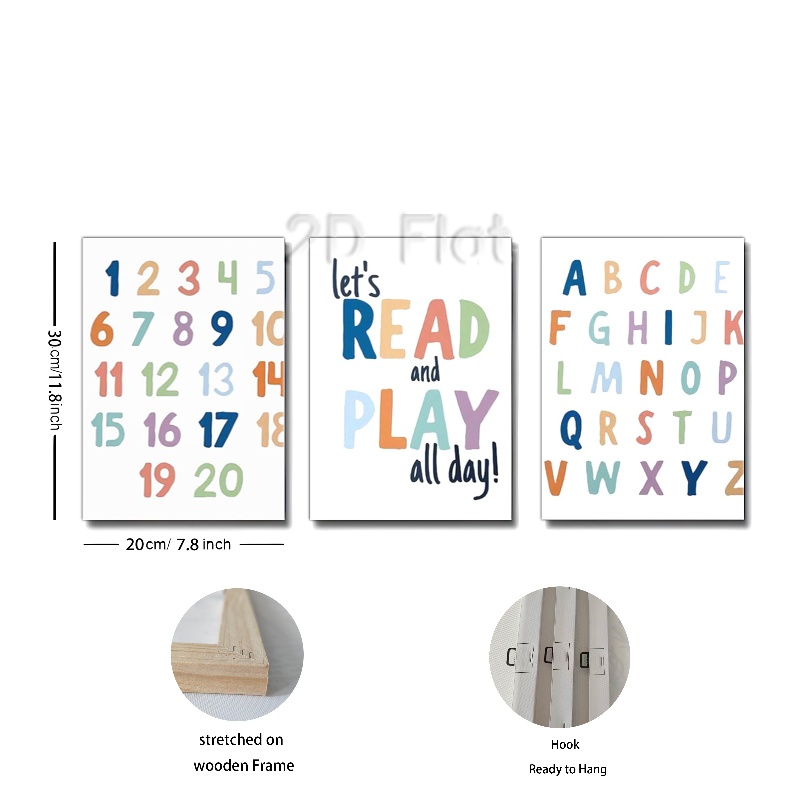 2D Flat
1 2 3 4 5
6 7 8 9 10
11 12 13 14
15 16 17 18
19 20
let's
READ
and
PLAY
all day!
A B C D E
F G H I J K
L M N O P
Q R S T U
V W X Y Z
30cm/11.8inch
20cm/ 7.8 inch
stretched on
wooden Frame
Hook
Ready to Hang